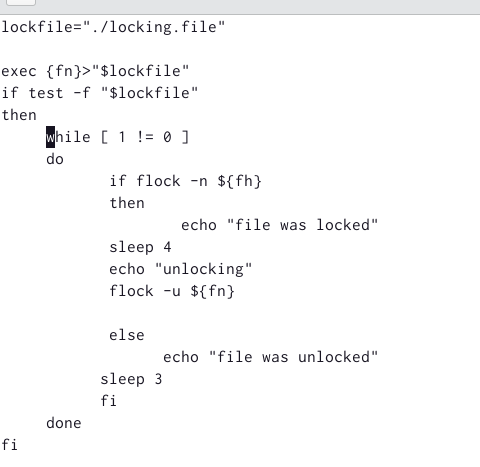 lockfile="./locking.file"
exec {fn}>"$lockfile"
if test -f "$lockfile"
then
while [ 1 != 0 ]
do
if flock -n ${fh}
then
echo "file was locked"
sleep 4
echo "unlocking"
flock -u ${fn}
else
echo "file was unlocked"
sleep 3
fi
done
fi